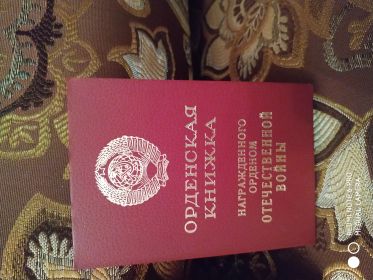 ОРДЕНСКАЯ
КНИЖКА
НАГРАЖДЕННОГО
ОРДЕНОМ
ОТЕЧЕСТВЕННОЙ
ВОЙНЫ